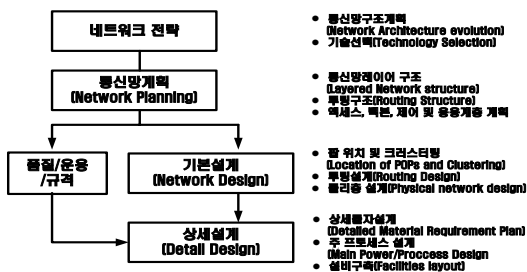 네트워크 전략
통신망계획
(Network Planning)
품질/운용
/규격
기본설계
(Network Design)
상세설계
(Detail Design)
• 통신망구조계획
(Network Architecture evolution)
• 기술선택(Technology Selection)
• 통신망레이어 구조
(Layered Network structure)
• 루팅구조(Routing Structure)
• 엑세스, 백본, 제어 및 응용계층 계획
• 팝 위치 및 크러스터링
(Location of POPs and Clustering)
• 루팅설계(Routing Design)
• 물리층 설계(Physical network design)
• 상세물자설계
(Detailed Material Requirement Plan)
• 주 프로세스 설계
(Main Power/Proccess Design
• 설비구축(Facilities layout)